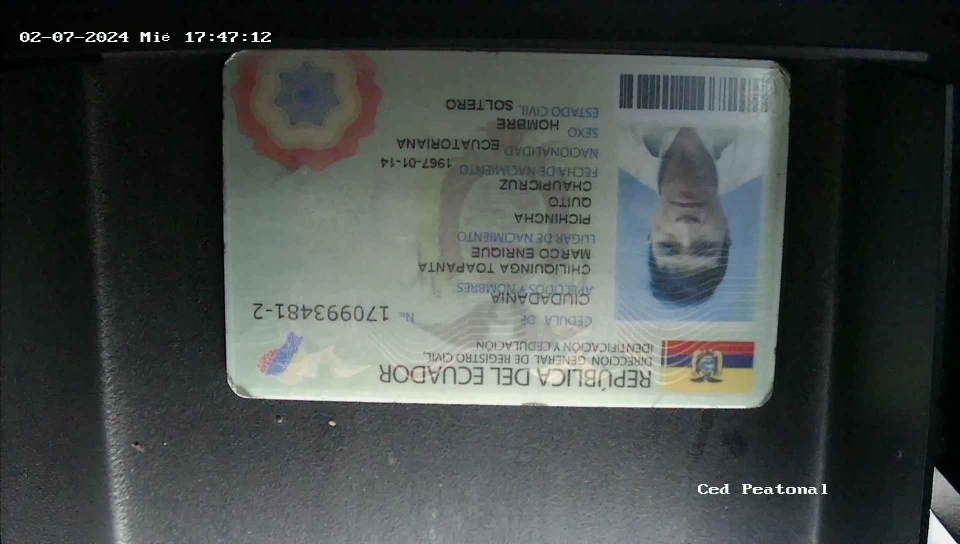 02-07-2024 Mié 17:47:12
REPÚBLICA DEL ECUADOR
DIRECCIÓN GENERAL DE REGISTRO CIVIL,
IDENTIFICACIÓN Y CEDULACIÓN
CÉDULA DE
CIUDADANÍA
No. 170993481-2
APELLIDOS Y NOMBRES
CHILIQUINGA TOAPANTA
MARCO ENRIQUE
LUGAR DE NACIMIENTO
PICHINCHA
QUITO
CHAUPICRUZ
FECHA DE NACIMIENTO 1967-01-14
NACIONALIDAD ECUATORIANA
SEXO HOMBRE
ESTADO CIVIL SOLTERO
Ced Peatonal